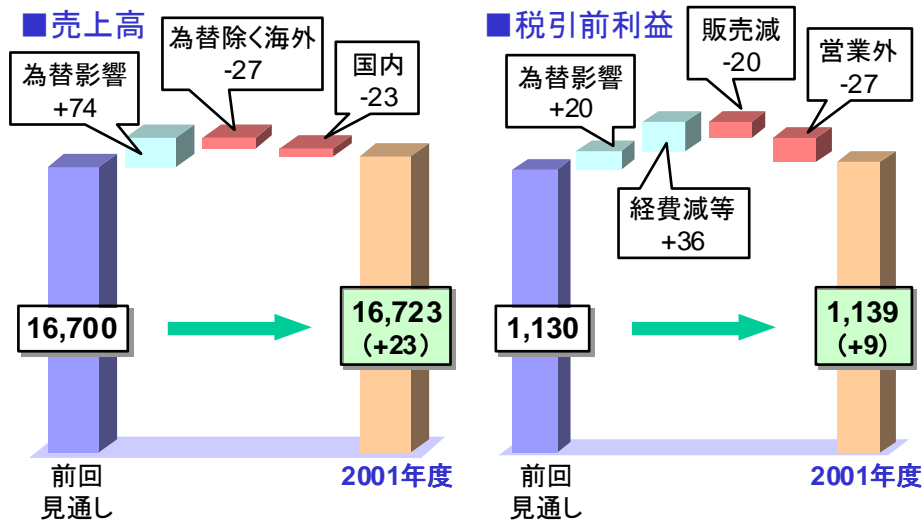 ■売上高
為替影響
+74
為替除く海外
-27
国内
-23
16,700
16,723
（+23）
前回
見通し
2001年度
■税引前利益
為替影響
+20
経費減等
+36
販売減
-20
営業外
-27
1,130
1,139
（+9）
前回
見通し
2001年度